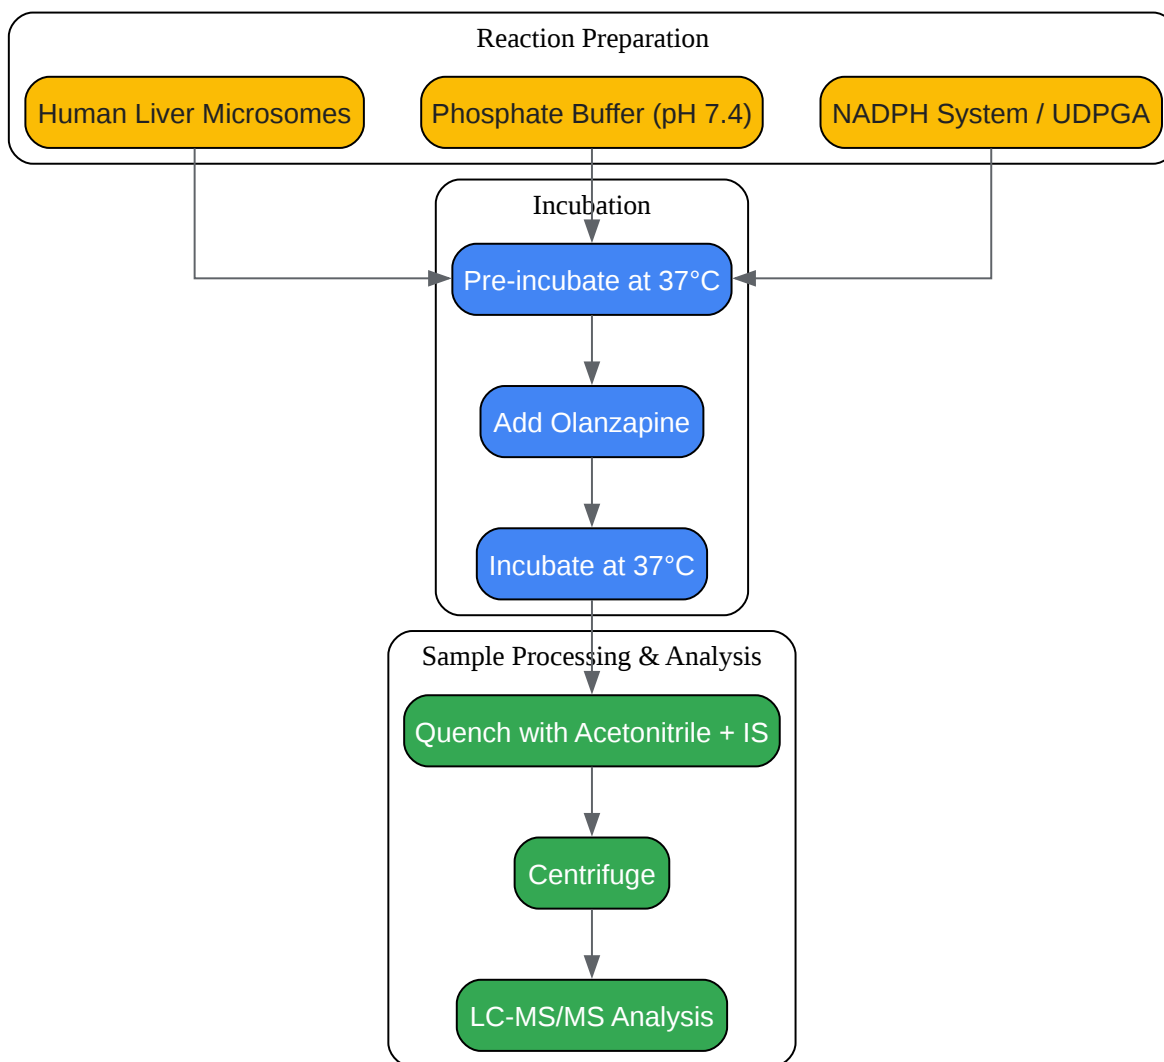 Reaction Preparation
Human Liver Microsomes
Phosphate Buffer (pH 7.4)
NADPH System / UDPGA
Incubation
Pre-incubate at 37°C
Add Olanzapine
Incubate at 37°C
Sample Processing & Analysis
Quench with Acetonitrile + IS
Centrifuge
LC-MS/MS Analysis